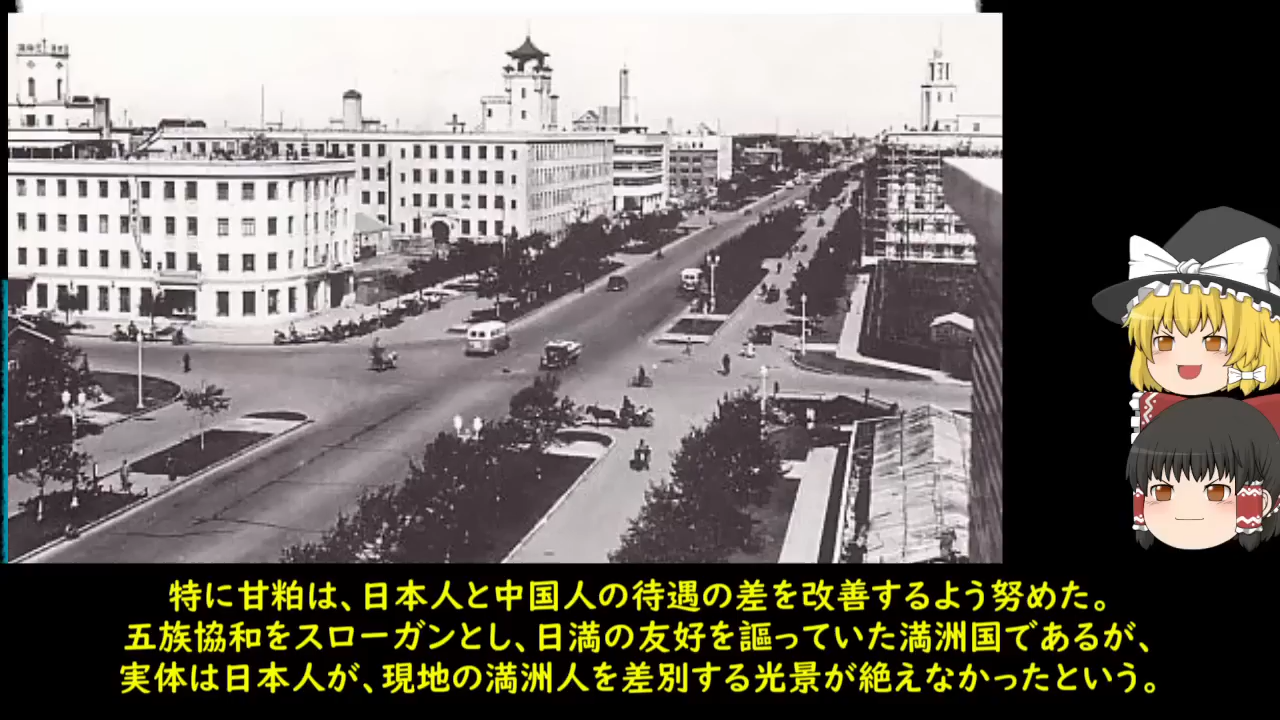 特に甘粕は、日本人と中国人の待遇の差を改善するよう努めた。
五族協和をスローガンとし、日満の友好を謳っていた満洲国であるが、
実体は日本人が、現地の満洲人を差別する光景が絶えなかったという。